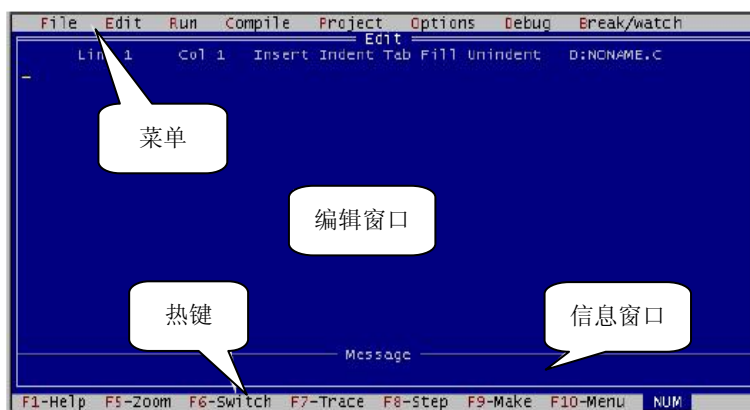 File Edit Run Compile Project Options Debug Break/watch
Edit
Line 1 Col 1 Insert Indent Tab Fill Unindent D:NONAME.C
菜单
编辑窗口
热键
信息窗口
Message
F1-Help F5-Zoom F6-Switch F7-Trace F8-Step F9-Make F10-Menu NUM